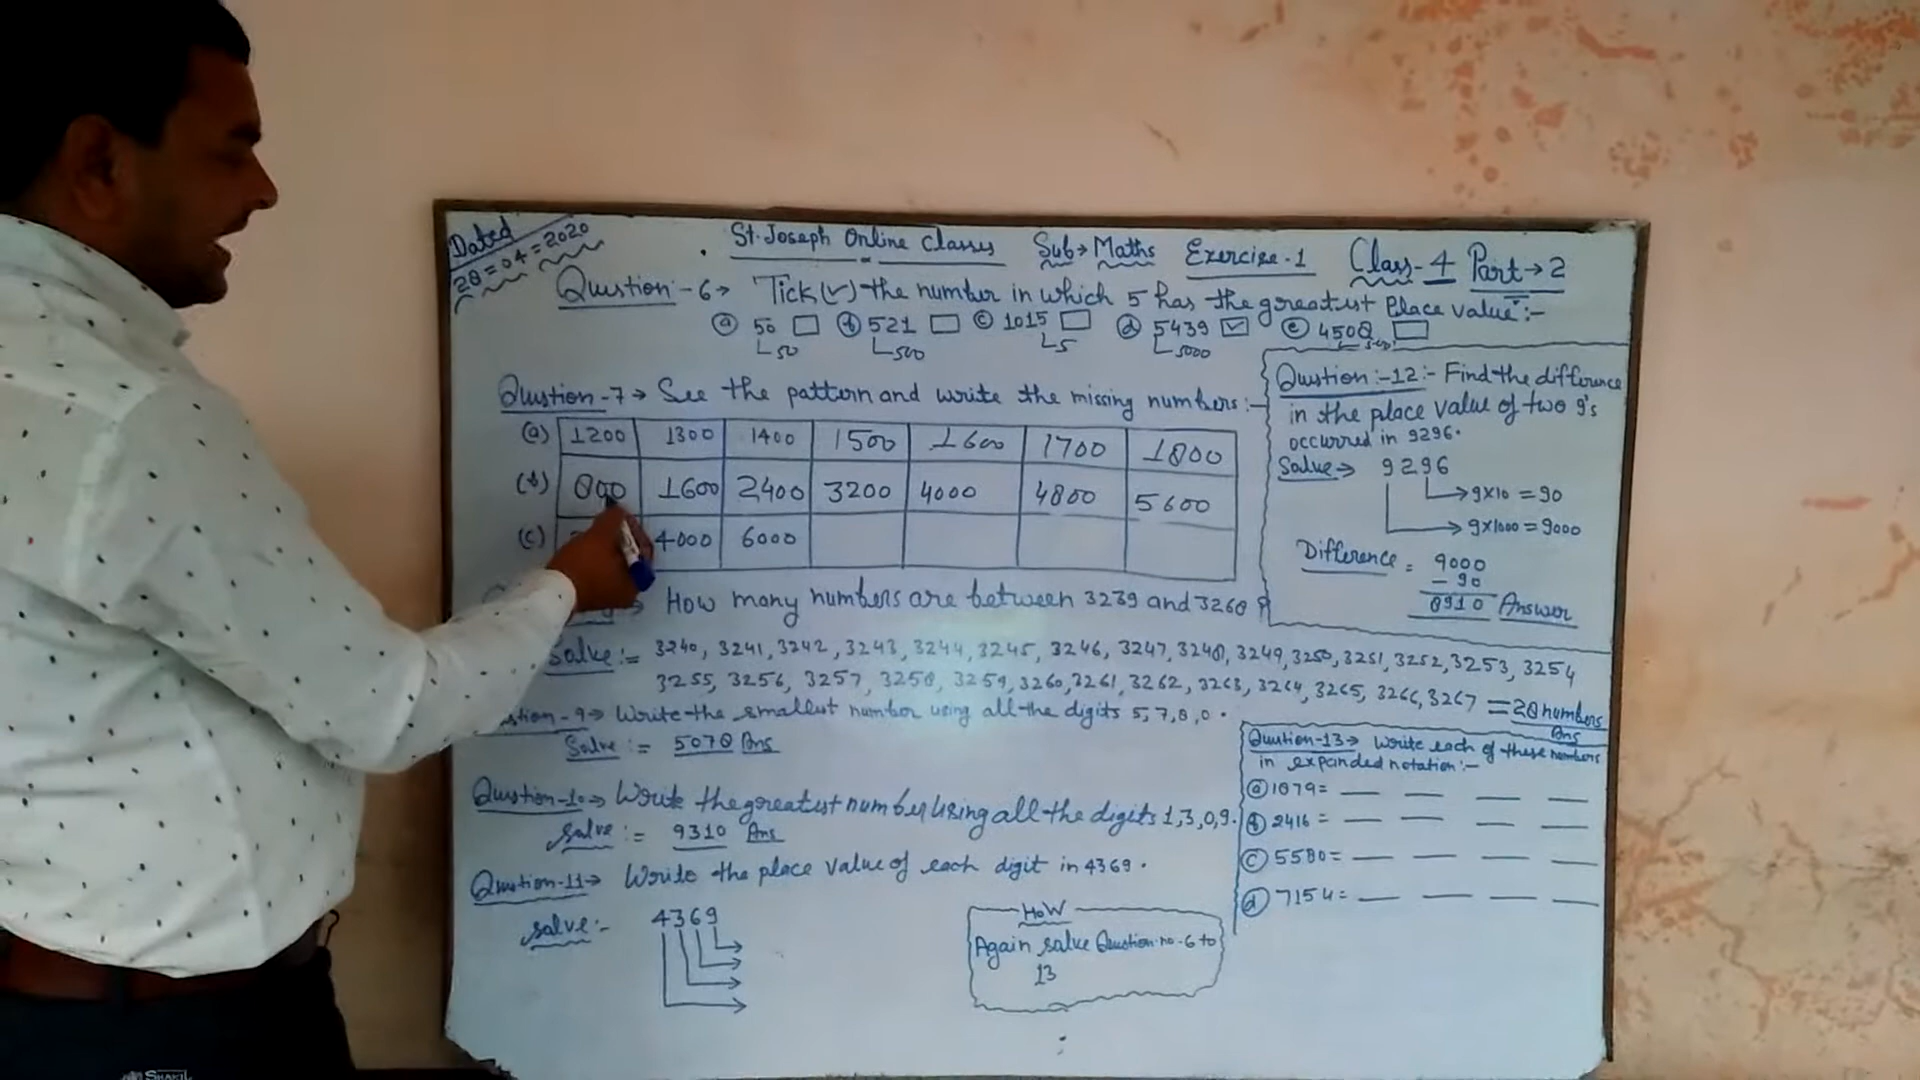 Dated
28=04=2020
St. Joseph Online Classes Sub→Maths Exercise-1 Class-4 Part→2
Question-6→ Tick(✓) the number in which 5 has the greatest Place value:-
(a) 50 (b) 521 (c) 1015 (d) 5439 ✓ (e) 4508
50 500 5 5000 500
Question-7→ See the pattern and write the missing numbers:-
(a) 1200 1300 1400 1500 1600 1700 1800
(b) 800 1600 2400 3200 4000 4800 5600
(c) 4000 6000
How many numbers are between 3239 and 3268 ?
Solve:= 3240, 3241, 3242, 3243, 3244, 3245, 3246, 3247, 3248, 3249, 3250, 3251, 3252, 3253, 3254
3255, 3256, 3257, 3258, 3259, 3260, 3261, 3262, 3263, 3264, 3265, 3266, 3267 = 28 numbers
Ans
stion-9→ Write the smallest number using all the digits 5,7,8,0.
Solve:= 5078 Ans
Question-10→ Write the greatest number using all the digits 1,3,0,9.
Solve:= 9310 Ans
Question-11→ Write the place value of each digit in 4369.
Solve:- 4369
HOW
Again solve Question no-6 to
13
Question:-12:- Find the difference
in the place value of two 9's
occurred in 9296.
Solve→ 9296
→9x10 = 90
→9x1000 = 9000
Difference = 9000
- 90
8910 Answer
Question-13→ Write each of these numbers
in expanded notation:-
(a) 1879=
(b) 2416 =
(c) 5580=
(d) 7154=
SHAKIL